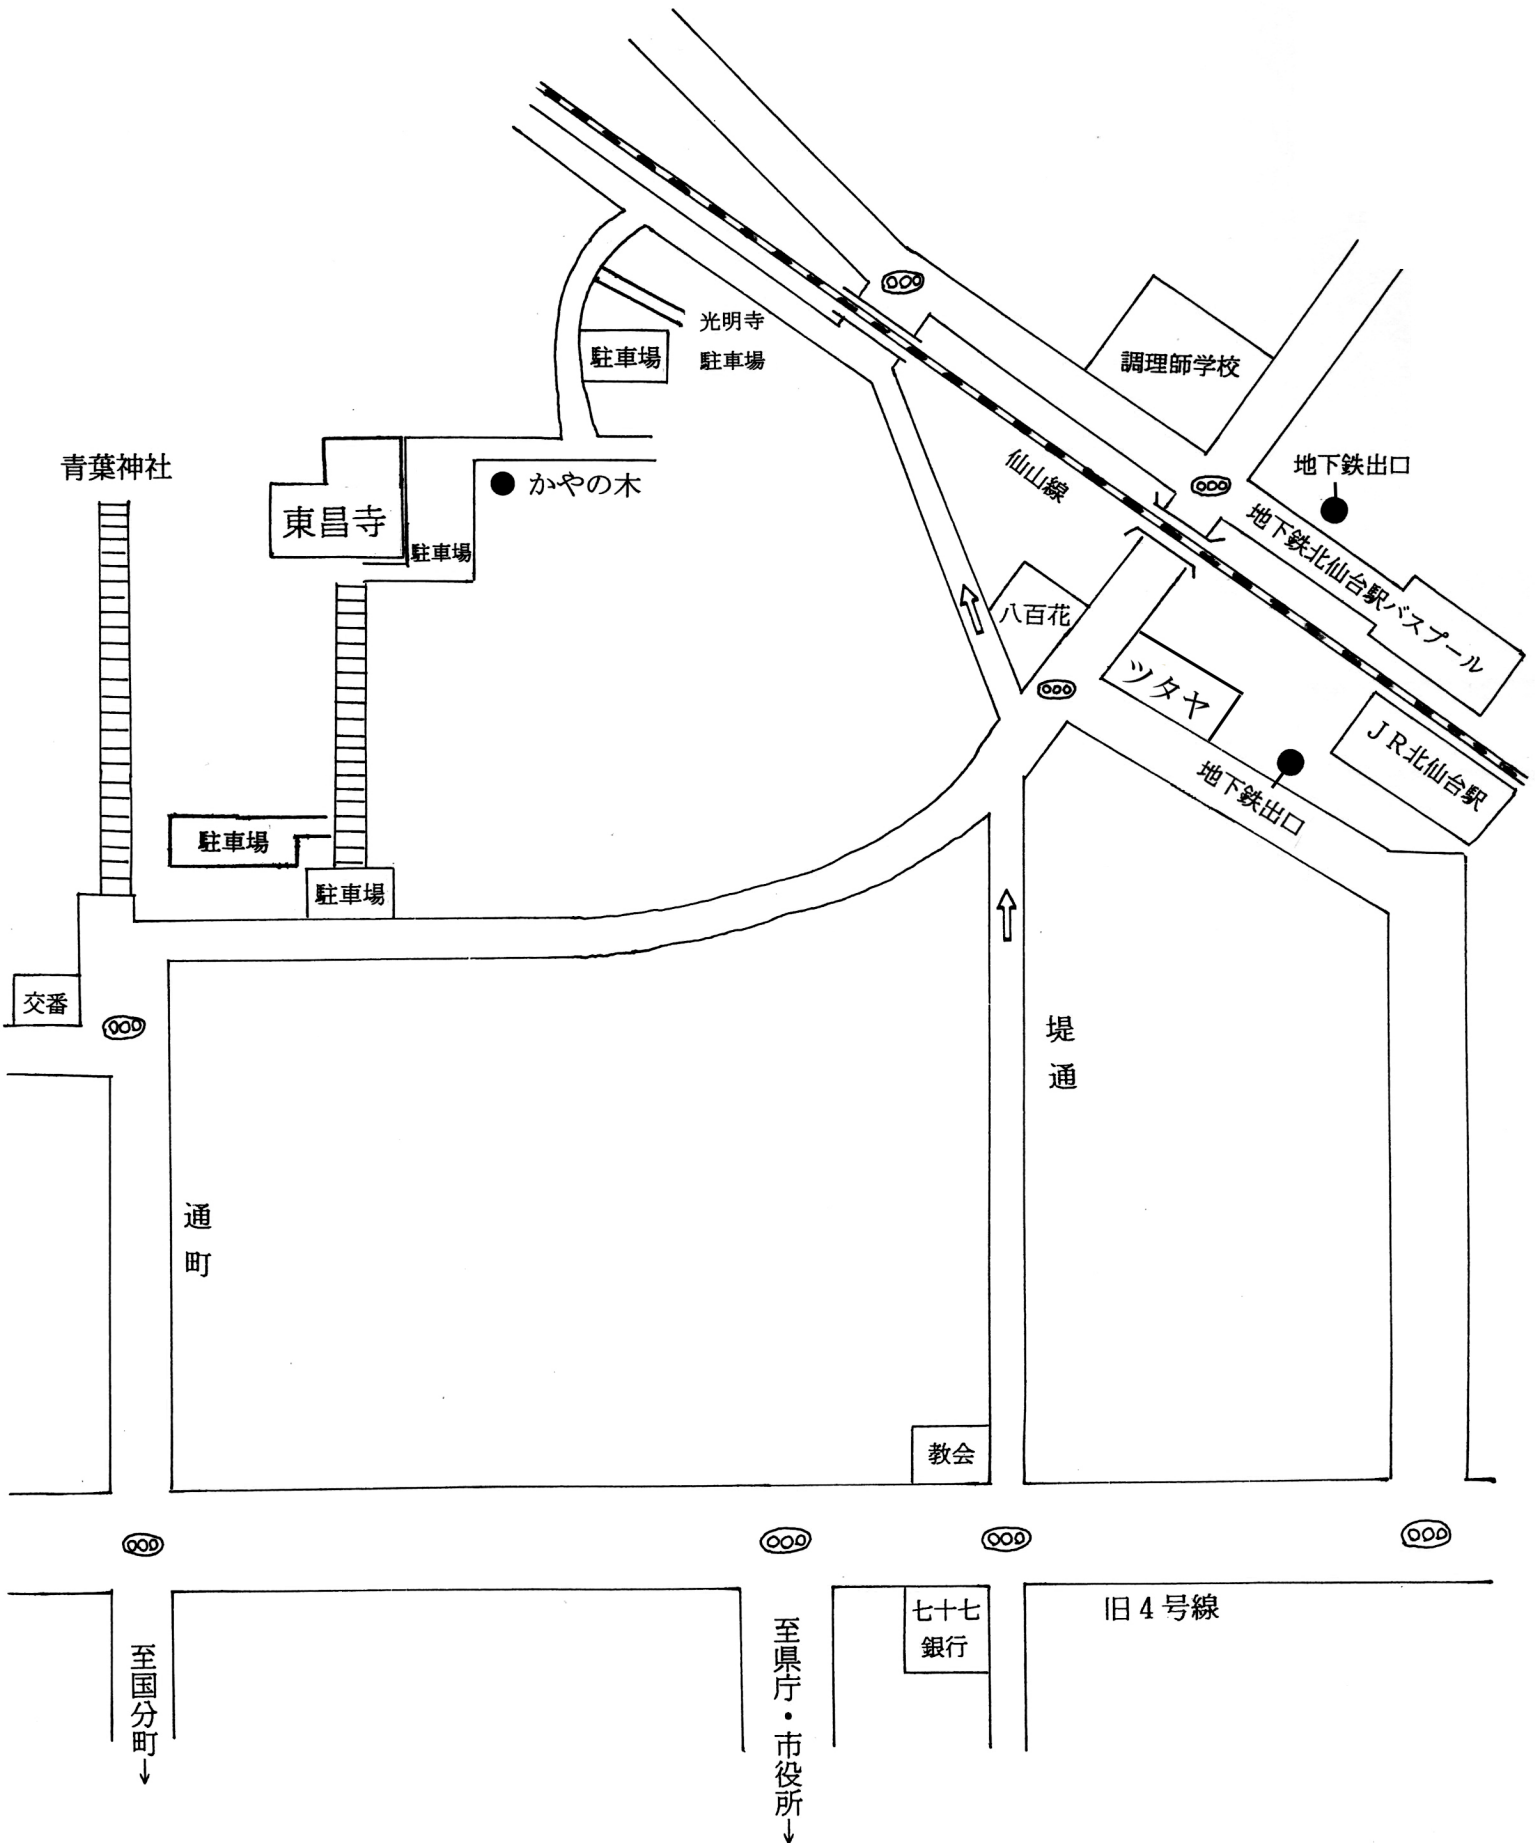 光明寺
駐車場
駐車場
調理師学校
青葉神社
地下鉄出口
仙山線
かやの木
東昌寺
駐車場
地下鉄北仙台駅バスプール
八百花
ツタヤ
JR北仙台駅
地下鉄出口
駐車場
駐車場
交番
堤通
通町
教会
旧4号線
七十七
銀行
至国分町↓
至県庁・市役所↓